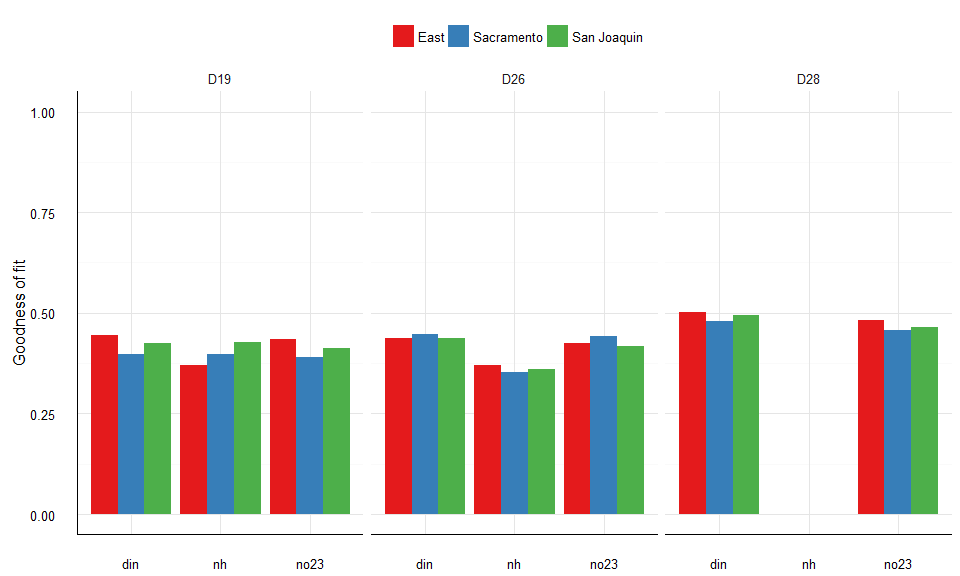 East Sacramento San Joaquin
D19 D26 D28
1.00
0.75
0.50
0.25
0.00
Goodness of fit
din nh no23 din nh no23 din nh no23